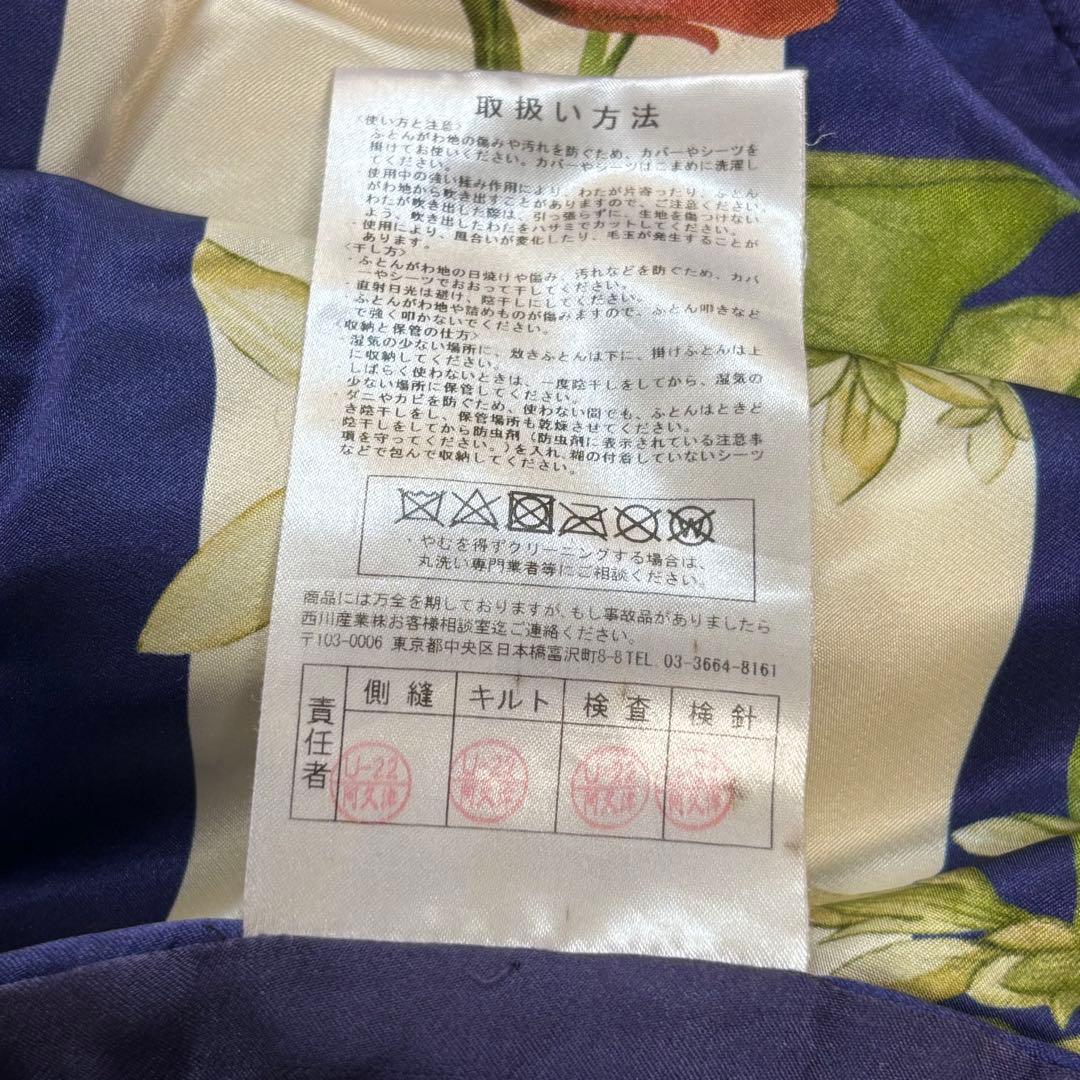 取扱い方法
〈使い方と注意〉
・ふとんがわ地の傷みや汚れを防ぐため、カバーやシーツを
掛けてお使いください。カバーやシーツはこまめに洗濯し
てください。
・使用中の強い揉み作用により、わたが片寄ったり、ふとん
がわ地から吹き出すことがありますので、ご注意ください
わたが吹き出した際は、引っ張らずに、生地を傷つけない
よう、吹き出したわたをハサミでカットしてください。
・使用により、風合いが変化したり、毛玉が発生することが
あります。
〈干し方〉
・ふとんがわ地の日焼けや傷み、汚れなどを防ぐため、カバ
ーやシーツでおおって干してください。
・直射日光は避け、陰干しにしてください。
・ふとんがわ地や詰めものが傷みますので、ふとん叩きなど
で強く叩かないでください。
〈収納と保管の仕方〉
・湿気の少ない場所に、敷きふとんは下に、掛けふとんは上
に収納してください。
・しばらく使わないときは、一度陰干しをしてから、湿気の
少ない場所に保管してください。
・ダニやカビを防ぐため、使わない間でも、ふとんはときど
き陰干しをし、保管場所も乾燥させてください。
陰干しをしてから防虫剤（防虫剤に表示されている注意事
項を守ってください。）を入れ、糊の付着していないシーツ
などで包んで収納してください。
W
やむを得ずクリーニングする場合は、
丸洗い専門業者等にご相談ください。
商品には万全を期しておりますが、もし事故品がありましたら
西川産業株お客様相談室迄ご連絡ください。
〒103-0006 東京都中央区日本橋富沢町8-8 TEL. 03-3664-8161
責任者 側縫 キルト 検査 検針
U-22 U-22 U-22
阿久津 阿久津 阿久津 阿久津